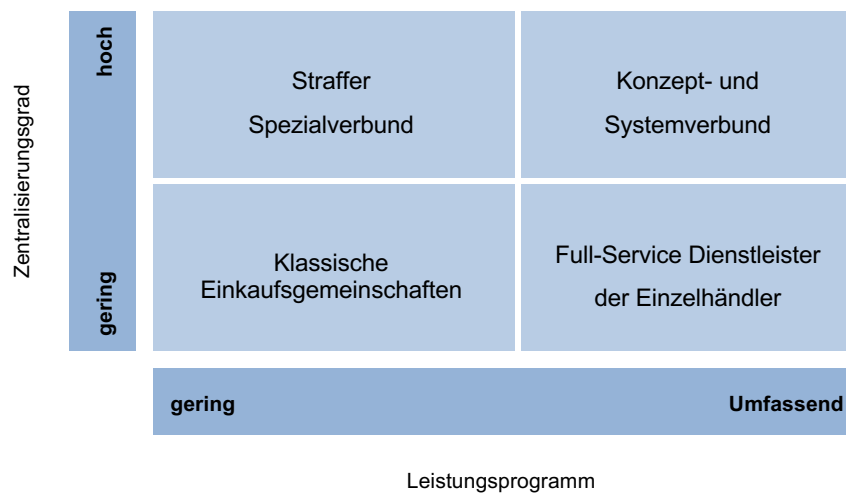 Zentralisierungsgrad
hoch
gering
Straffer
Spezialverbund
Konzept- und
Systemverbund
Klassische
Einkaufsgemeinschaften
Full-Service Dienstleister
der Einzelhändler
gering
Umfassend
Leistungsprogramm